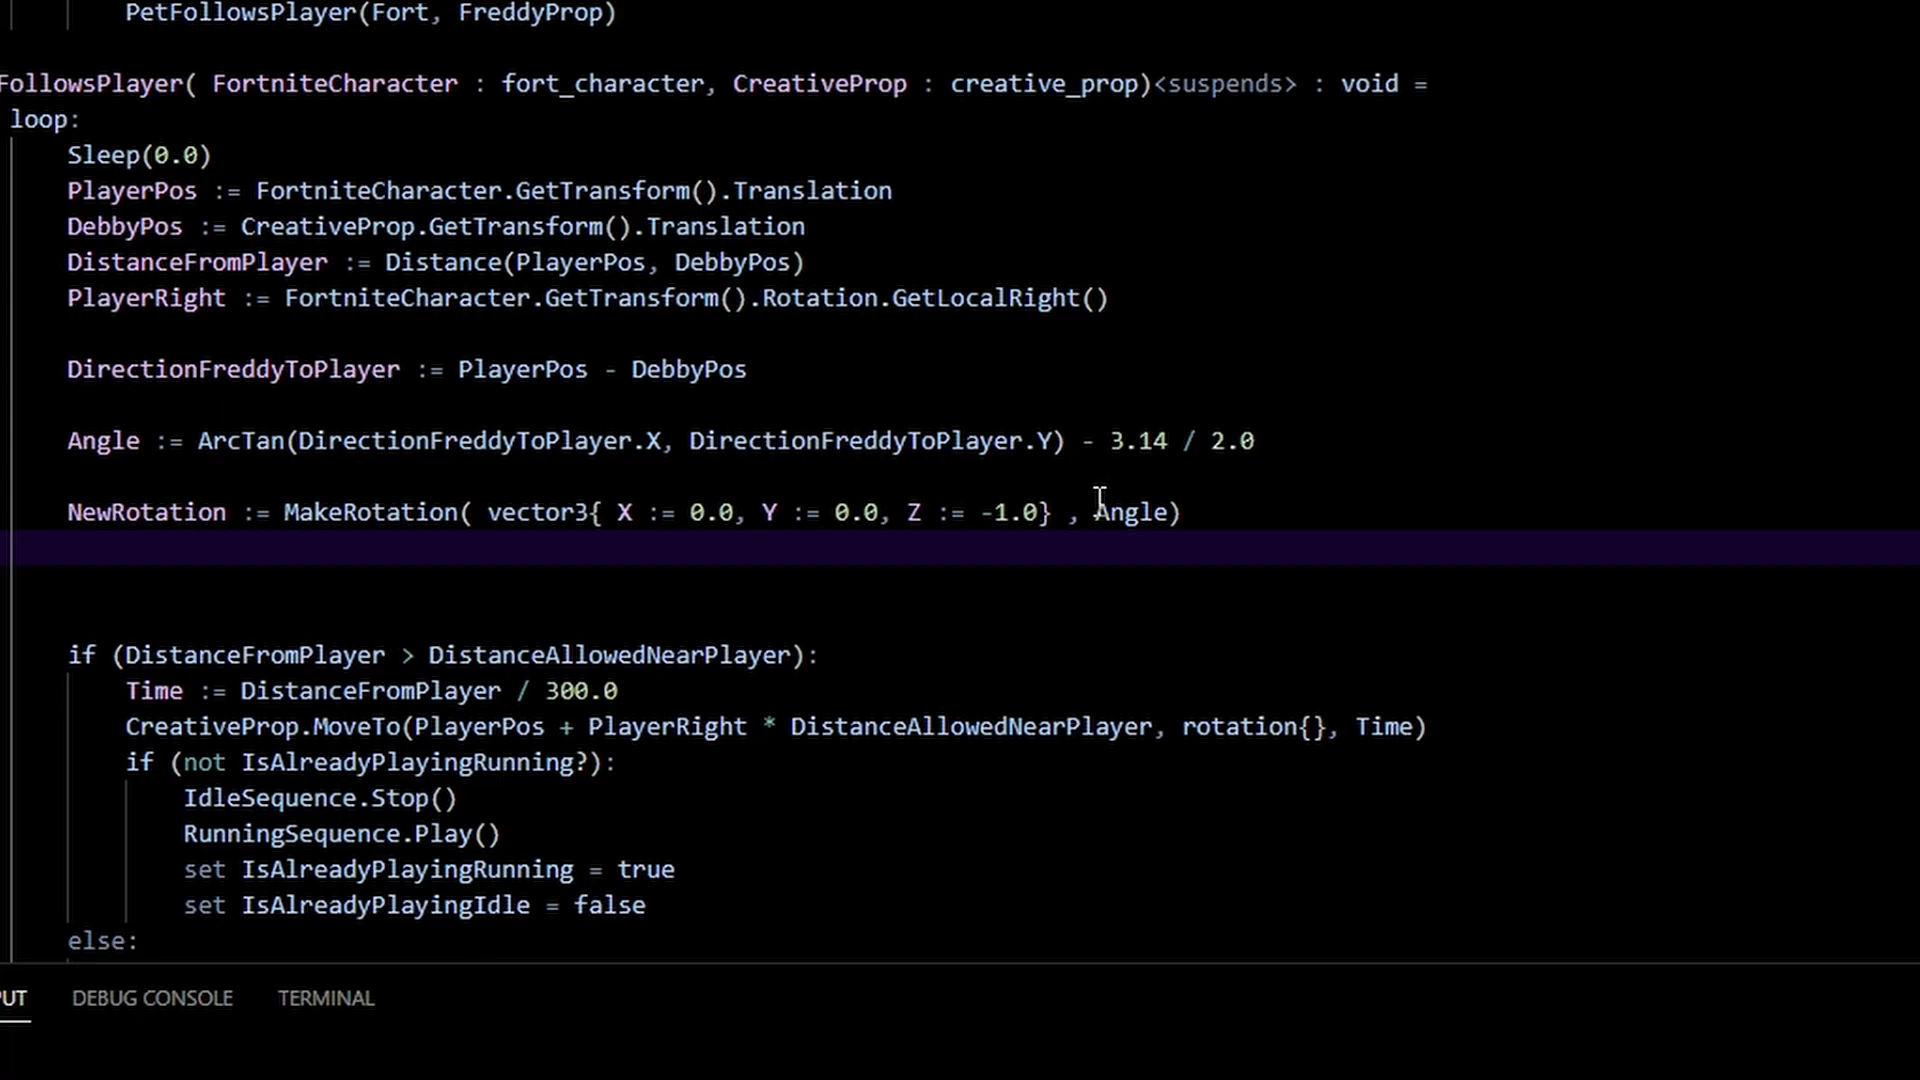 PetFollowsPlayer(Fort, FreddyProp)
FollowsPlayer( FortniteCharacter : fort_character, CreativeProp : creative_prop)<suspends> : void =
loop:
Sleep(0.0)
PlayerPos := FortniteCharacter.GetTransform().Translation
DebbyPos := CreativeProp.GetTransform().Translation
DistanceFromPlayer := Distance(PlayerPos, DebbyPos)
PlayerRight := FortniteCharacter.GetTransform().Rotation.GetLocalRight()
DirectionFreddyToPlayer := PlayerPos - DebbyPos
Angle := ArcTan(DirectionFreddyToPlayer.X, DirectionFreddyToPlayer.Y) - 3.14 / 2.0
NewRotation := MakeRotation( vector3{ X := 0.0, Y := 0.0, Z := -1.0} , Angle)
if (DistanceFromPlayer > DistanceAllowedNearPlayer):
Time := DistanceFromPlayer / 300.0
CreativeProp.MoveTo(PlayerPos + PlayerRight * DistanceAllowedNearPlayer, rotation{}, Time)
if (not IsAlreadyPlayingRunning?):
IdleSequence.Stop()
RunningSequence.Play()
set IsAlreadyPlayingRunning = true
set IsAlreadyPlayingIdle = false
else:
PUT DEBUG CONSOLE TERMINAL